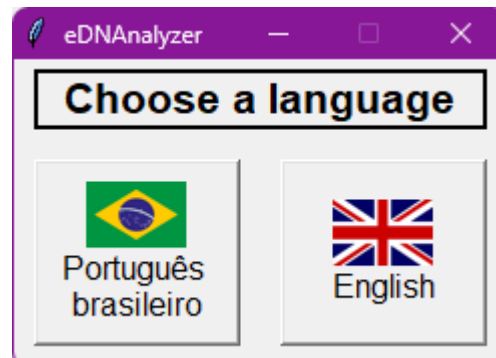 eDNAnalyzer
Choose a language
Português
brasileiro
English